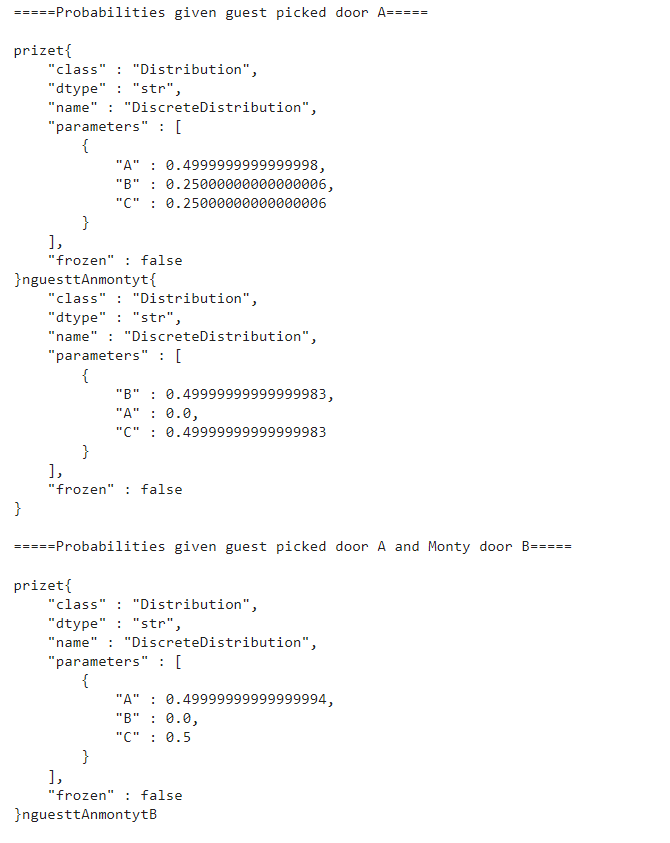 =====Probabilities given guest picked door A=====
prizet{
    "class" : "Distribution",
    "dtype" : "str",
    "name" : "DiscreteDistribution",
    "parameters" : [
        {
            "A" : 0.4999999999999998,
            "B" : 0.25000000000000006,
            "C" : 0.25000000000000006
        }
    ],
    "frozen" : false
}nguesttAnmontyt{
    "class" : "Distribution",
    "dtype" : "str",
    "name" : "DiscreteDistribution",
    "parameters" : [
        {
            "B" : 0.49999999999999983,
            "A" : 0.0,
            "C" : 0.49999999999999983
        }
    ],
    "frozen" : false
}
=====Probabilities given guest picked door A and Monty door B=====
prizet{
    "class" : "Distribution",
    "dtype" : "str",
    "name" : "DiscreteDistribution",
    "parameters" : [
        {
            "A" : 0.49999999999999994,
            "B" : 0.0,
            "C" : 0.5
        }
    ],
    "frozen" : false
}nguesttAnmontytB